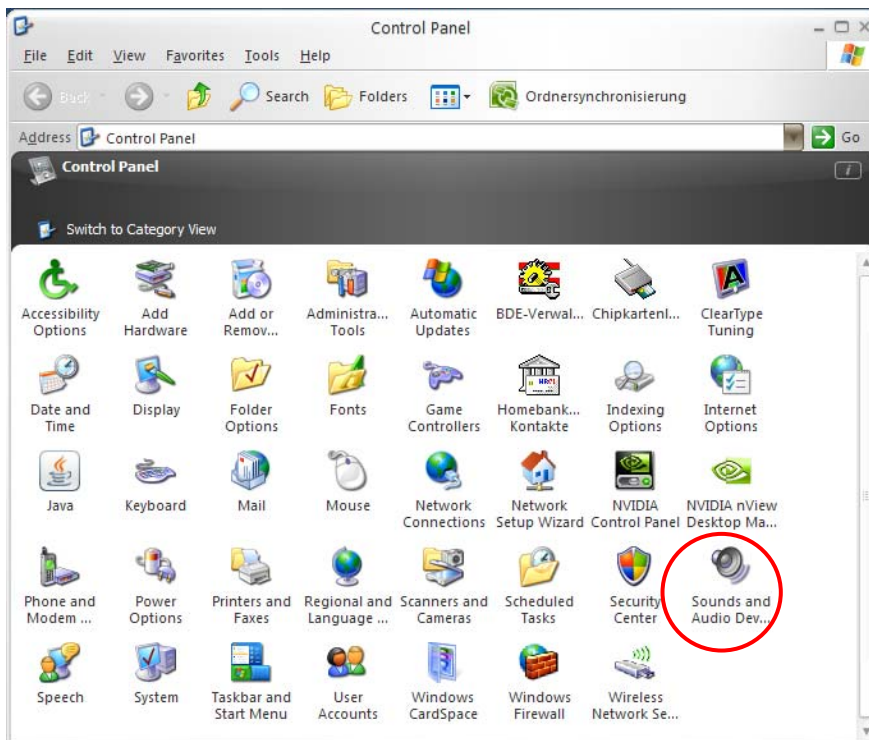 Control Panel
File Edit View Favorites Tools Help
Back Search Folders Ordnersynchronisierung
Address Control Panel Go
Control Panel
Switch to Category View
Accessibility Options
Add Hardware
Add or Remov...
Administra... Tools
Automatic Updates
BDE-Verwal...
Chipkartenl...
ClearType Tuning
Date and Time
Display
Folder Options
Fonts
Game Controllers
Homebank... Kontakte
Indexing Options
Internet Options
Java
Keyboard
Mail
Mouse
Network Connections
Network Setup Wizard
NVIDIA Control Panel
NVIDIA nView Desktop Ma...
Phone and Modem ...
Power Options
Printers and Faxes
Regional and Language ...
Scanners and Cameras
Scheduled Tasks
Security Center
Sounds and Audio Dev...
Speech
System
Taskbar and Start Menu
User Accounts
Windows CardSpace
Windows Firewall
Wireless Network Se...